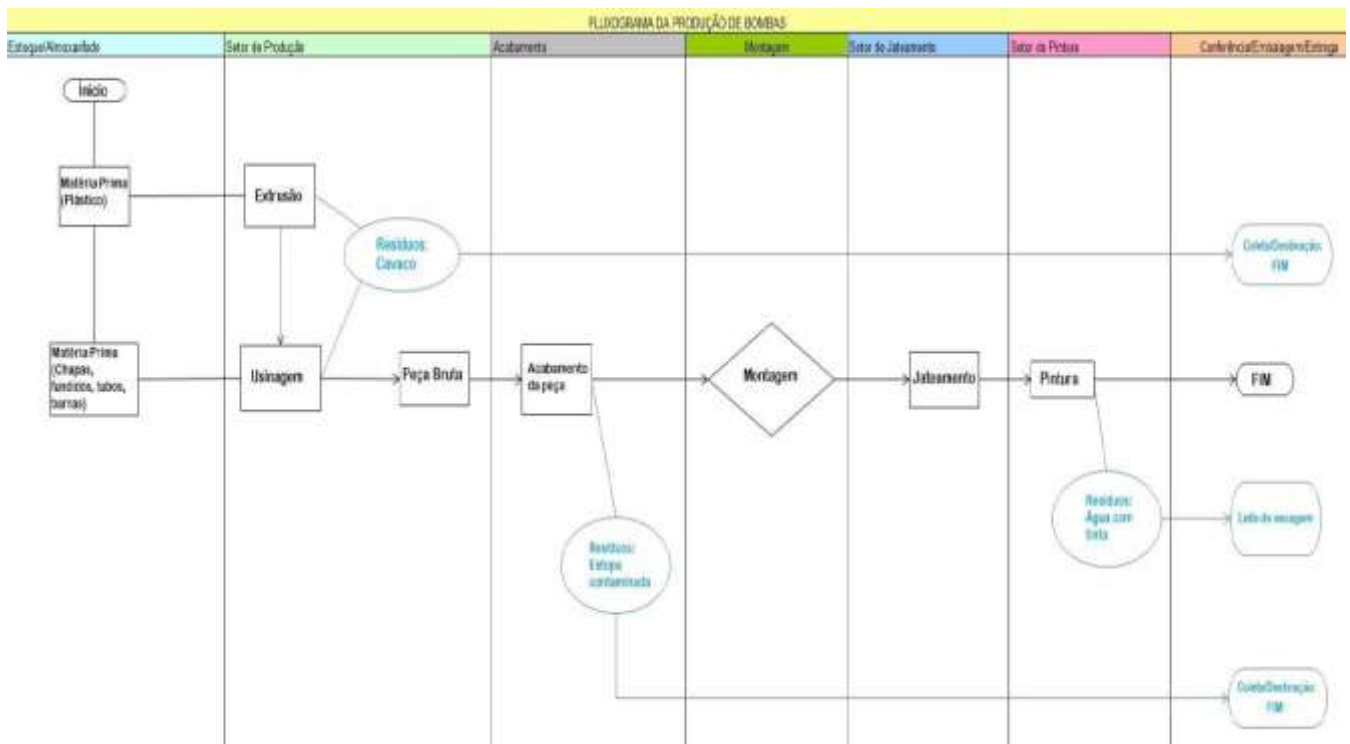 FLUXOGRAMA DA PRODUÇÃO DE BOMBAS
Estoque/Almoxarifado
Setor de Produção
Acabamento
Montagem
Setor de Jateamento
Setor de Pintura
Conferência/Embalagem/Entrega
Início
Matéria Prima
(Plástico)
Extrusão
Resíduos:
Cavaco
Coleta/Destinação:
FIM
Matéria Prima
(Chapas,
fundidos, tubos,
barras)
Usinagem
Peça Bruta
Acabamento
da peça
Montagem
Jateamento
Pintura
FIM
Resíduos:
Água com
tinta
Leito de secagem
Resíduos:
Estopa
contaminada
Coleta/Destinação:
FIM